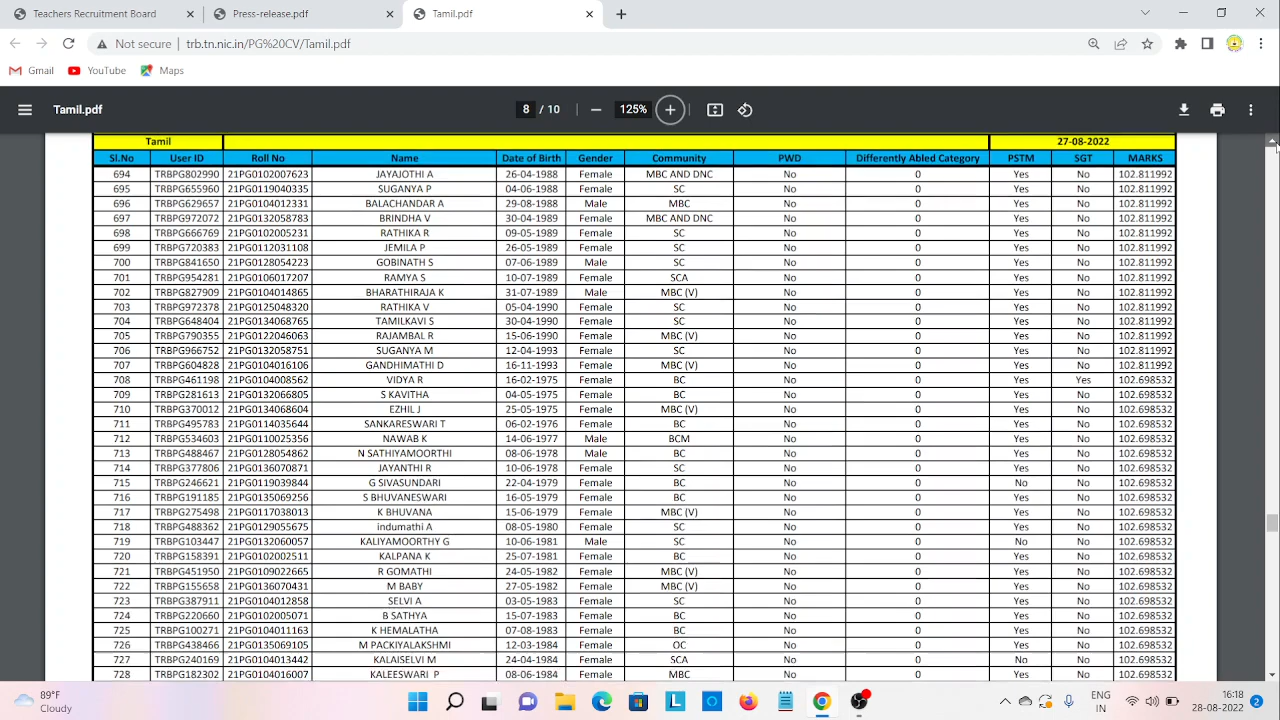 Teachers Recruitment Board
Press-release.pdf
Tamil.pdf
Not secure trb.tn.nic.in/PG%20CV/Tamil.pdf
Gmail YouTube Maps
Tamil.pdf 8 / 10 125%
Tamil 27-08-2022
Sl.No User ID Roll No Name Date of Birth Gender Community PWD Differently Abled Category PSTM SGT MARKS
694 TRBPG802990 21PG0102007623 JAYAJOTHI A 26-04-1988 Female MBC AND DNC No 0 Yes No 102.811992
695 TRBPG655960 21PG0119040335 SUGANYA P 04-06-1988 Female SC No 0 Yes No 102.811992
696 TRBPG629657 21PG0104012331 BALACHANDAR A 29-08-1988 Male MBC No 0 Yes No 102.811992
697 TRBPG972072 21PG0132058783 BRINDHA V 30-04-1989 Female MBC AND DNC No 0 Yes No 102.811992
698 TRBPG666769 21PG0102005231 RATHIKA R 09-05-1989 Female SC No 0 Yes No 102.811992
699 TRBPG720383 21PG0112031108 JEMILA P 26-05-1989 Female SC No 0 Yes No 102.811992
700 TRBPG841650 21PG0128054223 GOBINATH S 07-06-1989 Male SC No 0 Yes No 102.811992
701 TRBPG954281 21PG0106017207 RAMYA S 10-07-1989 Female SCA No 0 Yes No 102.811992
702 TRBPG827909 21PG0104014865 BHARATHIRAJA K 31-07-1989 Male MBC (V) No 0 Yes No 102.811992
703 TRBPG972378 21PG0125048320 RATHIKA V 05-04-1990 Female SC No 0 Yes No 102.811992
704 TRBPG648404 21PG0134068765 TAMILKAVI S 30-04-1990 Female SC No 0 Yes No 102.811992
705 TRBPG790355 21PG0122046063 RAJAMBAL R 15-06-1990 Female MBC (V) No 0 Yes No 102.811992
706 TRBPG966752 21PG0132058751 SUGANYA M 12-04-1993 Female SC No 0 Yes No 102.811992
707 TRBPG604828 21PG0104016106 GANDHIMATHI D 16-11-1993 Female MBC (V) No 0 Yes No 102.811992
708 TRBPG461198 21PG0104008562 VIDYA R 16-02-1975 Female BC No 0 Yes Yes 102.698532
709 TRBPG281613 21PG0132066805 S KAVITHA 04-05-1975 Female BC No 0 Yes No 102.698532
710 TRBPG370012 21PG0134068604 EZHIL J 25-05-1975 Female MBC (V) No 0 Yes No 102.698532
711 TRBPG495783 21PG0114035644 SANKARESWARI T 06-02-1976 Female BC No 0 Yes No 102.698532
712 TRBPG534603 21PG0110025356 NAWAB K 14-06-1977 Male BCM No 0 Yes No 102.698532
713 TRBPG488467 21PG0128054862 N SATHIYAMOORTHI 08-06-1978 Male BC No 0 Yes No 102.698532
714 TRBPG377806 21PG0136070871 JAYANTHI R 10-06-1978 Female SC No 0 Yes No 102.698532
715 TRBPG246621 21PG0119039844 G SIVASUNDARI 22-04-1979 Female BC No 0 No No 102.698532
716 TRBPG191185 21PG0135069256 S BHUVANESWARI 16-05-1979 Female BC No 0 Yes No 102.698532
717 TRBPG275498 21PG0117038013 K BHUVANA 15-06-1979 Female MBC (V) No 0 Yes No 102.698532
718 TRBPG488362 21PG0129055675 indumathi A 08-05-1980 Female SC No 0 Yes No 102.698532
719 TRBPG103447 21PG0132060057 KALIYAMOORTHY G 10-06-1981 Male SC No 0 No No 102.698532
720 TRBPG158391 21PG0102002511 KALPANA K 25-07-1981 Female BC No 0 Yes No 102.698532
721 TRBPG451950 21PG0109022665 R GOMATHI 24-05-1982 Female MBC (V) No 0 Yes No 102.698532
722 TRBPG155658 21PG0136070431 M BABY 27-05-1982 Female MBC (V) No 0 Yes No 102.698532
723 TRBPG387911 21PG0104012858 SELVI A 03-05-1983 Female SC No 0 Yes No 102.698532
724 TRBPG220660 21PG0102005071 B SATHYA 15-07-1983 Female BC No 0 Yes No 102.698532
725 TRBPG100271 21PG0104011163 K HEMALATHA 07-08-1983 Female BC No 0 Yes No 102.698532
726 TRBPG438466 21PG0135069105 M PACKIYALAKSHMI 12-03-1984 Female OC No 0 Yes No 102.698532
727 TRBPG240169 21PG0104013442 KALAISELVI M 24-04-1984 Female SCA No 0 No No 102.698532
728 TRBPG182302 21PG0104016007 KALEESWARI P 08-06-1984 Female MBC No 0 Yes No 102.698532
89°F
Cloudy
ENG
IN
16:18
28-08-2022